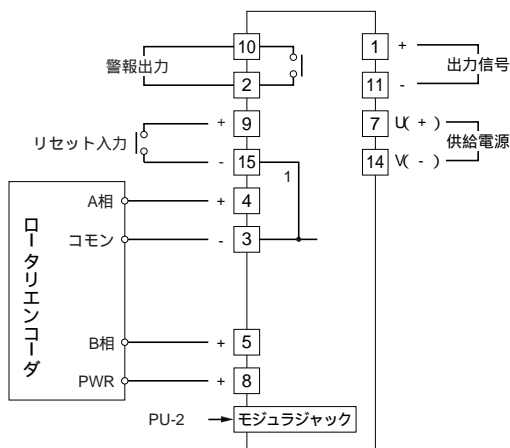 10
1 +
警報出力
出力信号
2
11 -
+ 9
7 U( + )
リセット入力
供給電源
- 15
14 V( - )
1
A相 + 4
コモン - 3
ロータリエンコーダ
B相 + 5
PWR + 8
PU-2 モジュラジャック